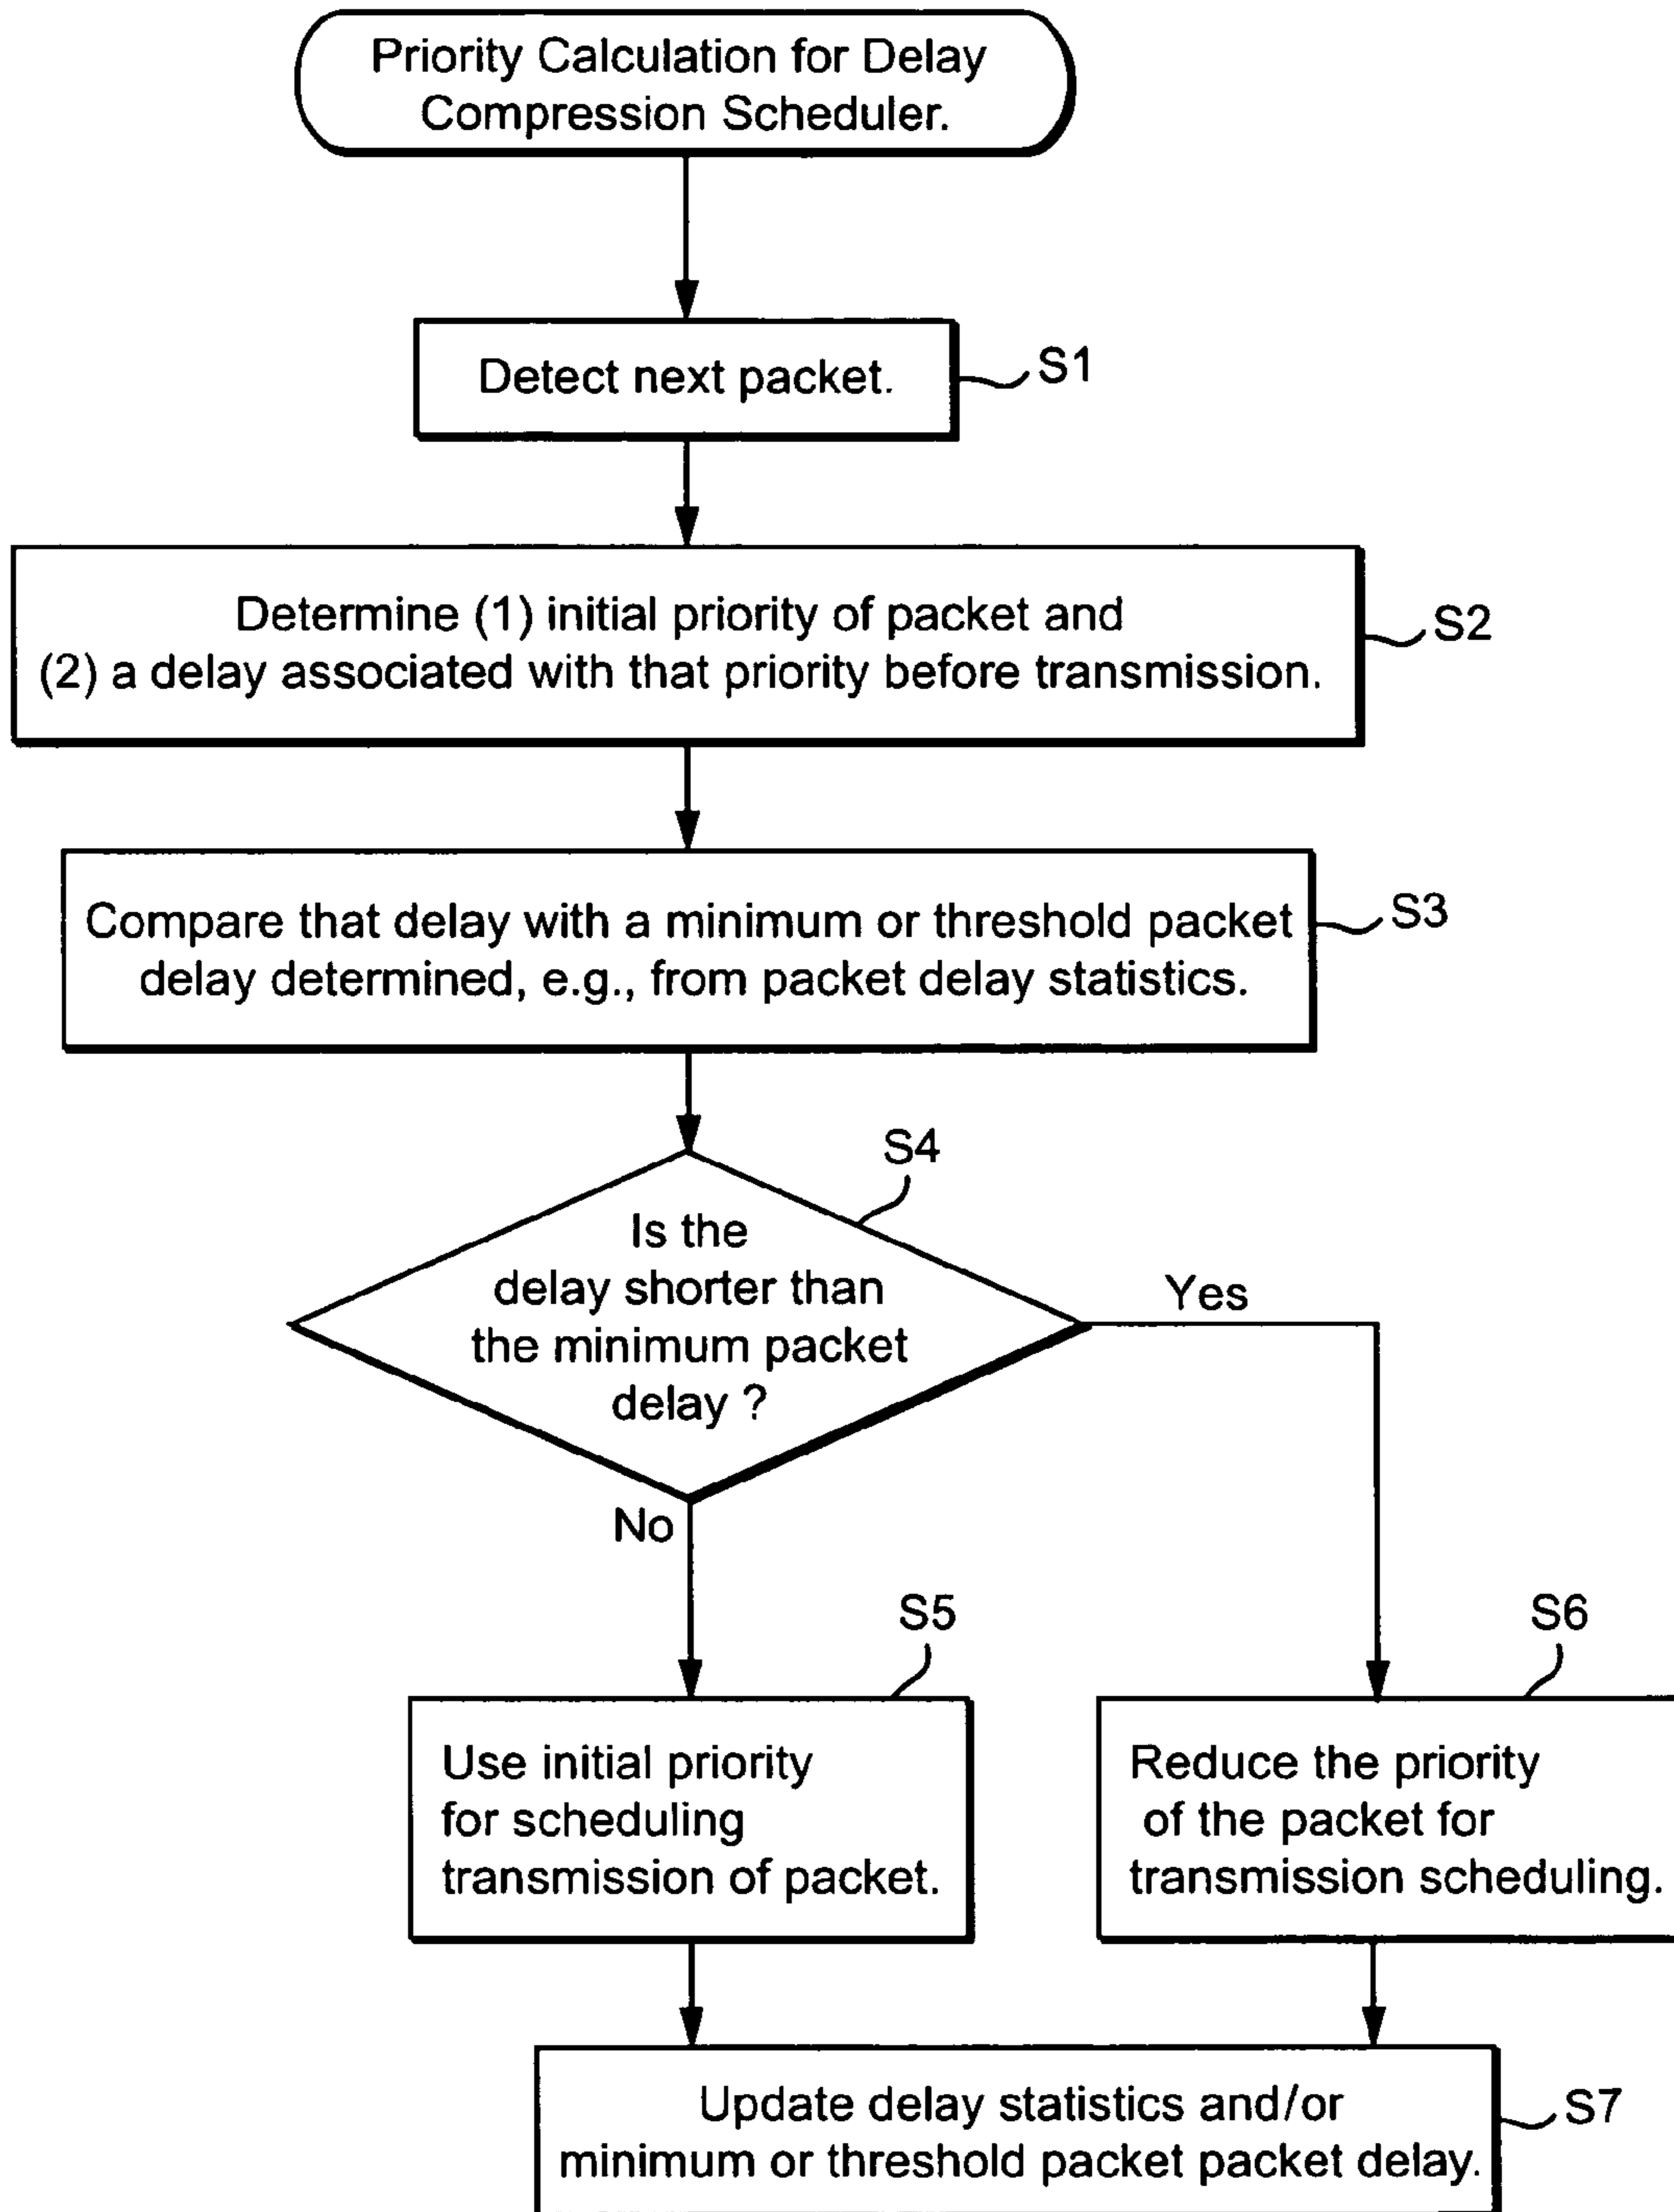 Priority Calculation for Delay
Compression Scheduler.
Detect next packet.
S1
Determine (1) initial priority of packet and
(2) a delay associated with that priority before transmission.
S2
Compare that delay with a minimum or threshold packet
delay determined, e.g., from packet delay statistics.
S3
S4
Is the
delay shorter than
the minimum packet
delay ?
Yes
No
S5
Use initial priority
for scheduling
transmission of packet.
S6
Reduce the priority
of the packet for
transmission scheduling.
Update delay statistics and/or
minimum or threshold packet packet delay.
S7